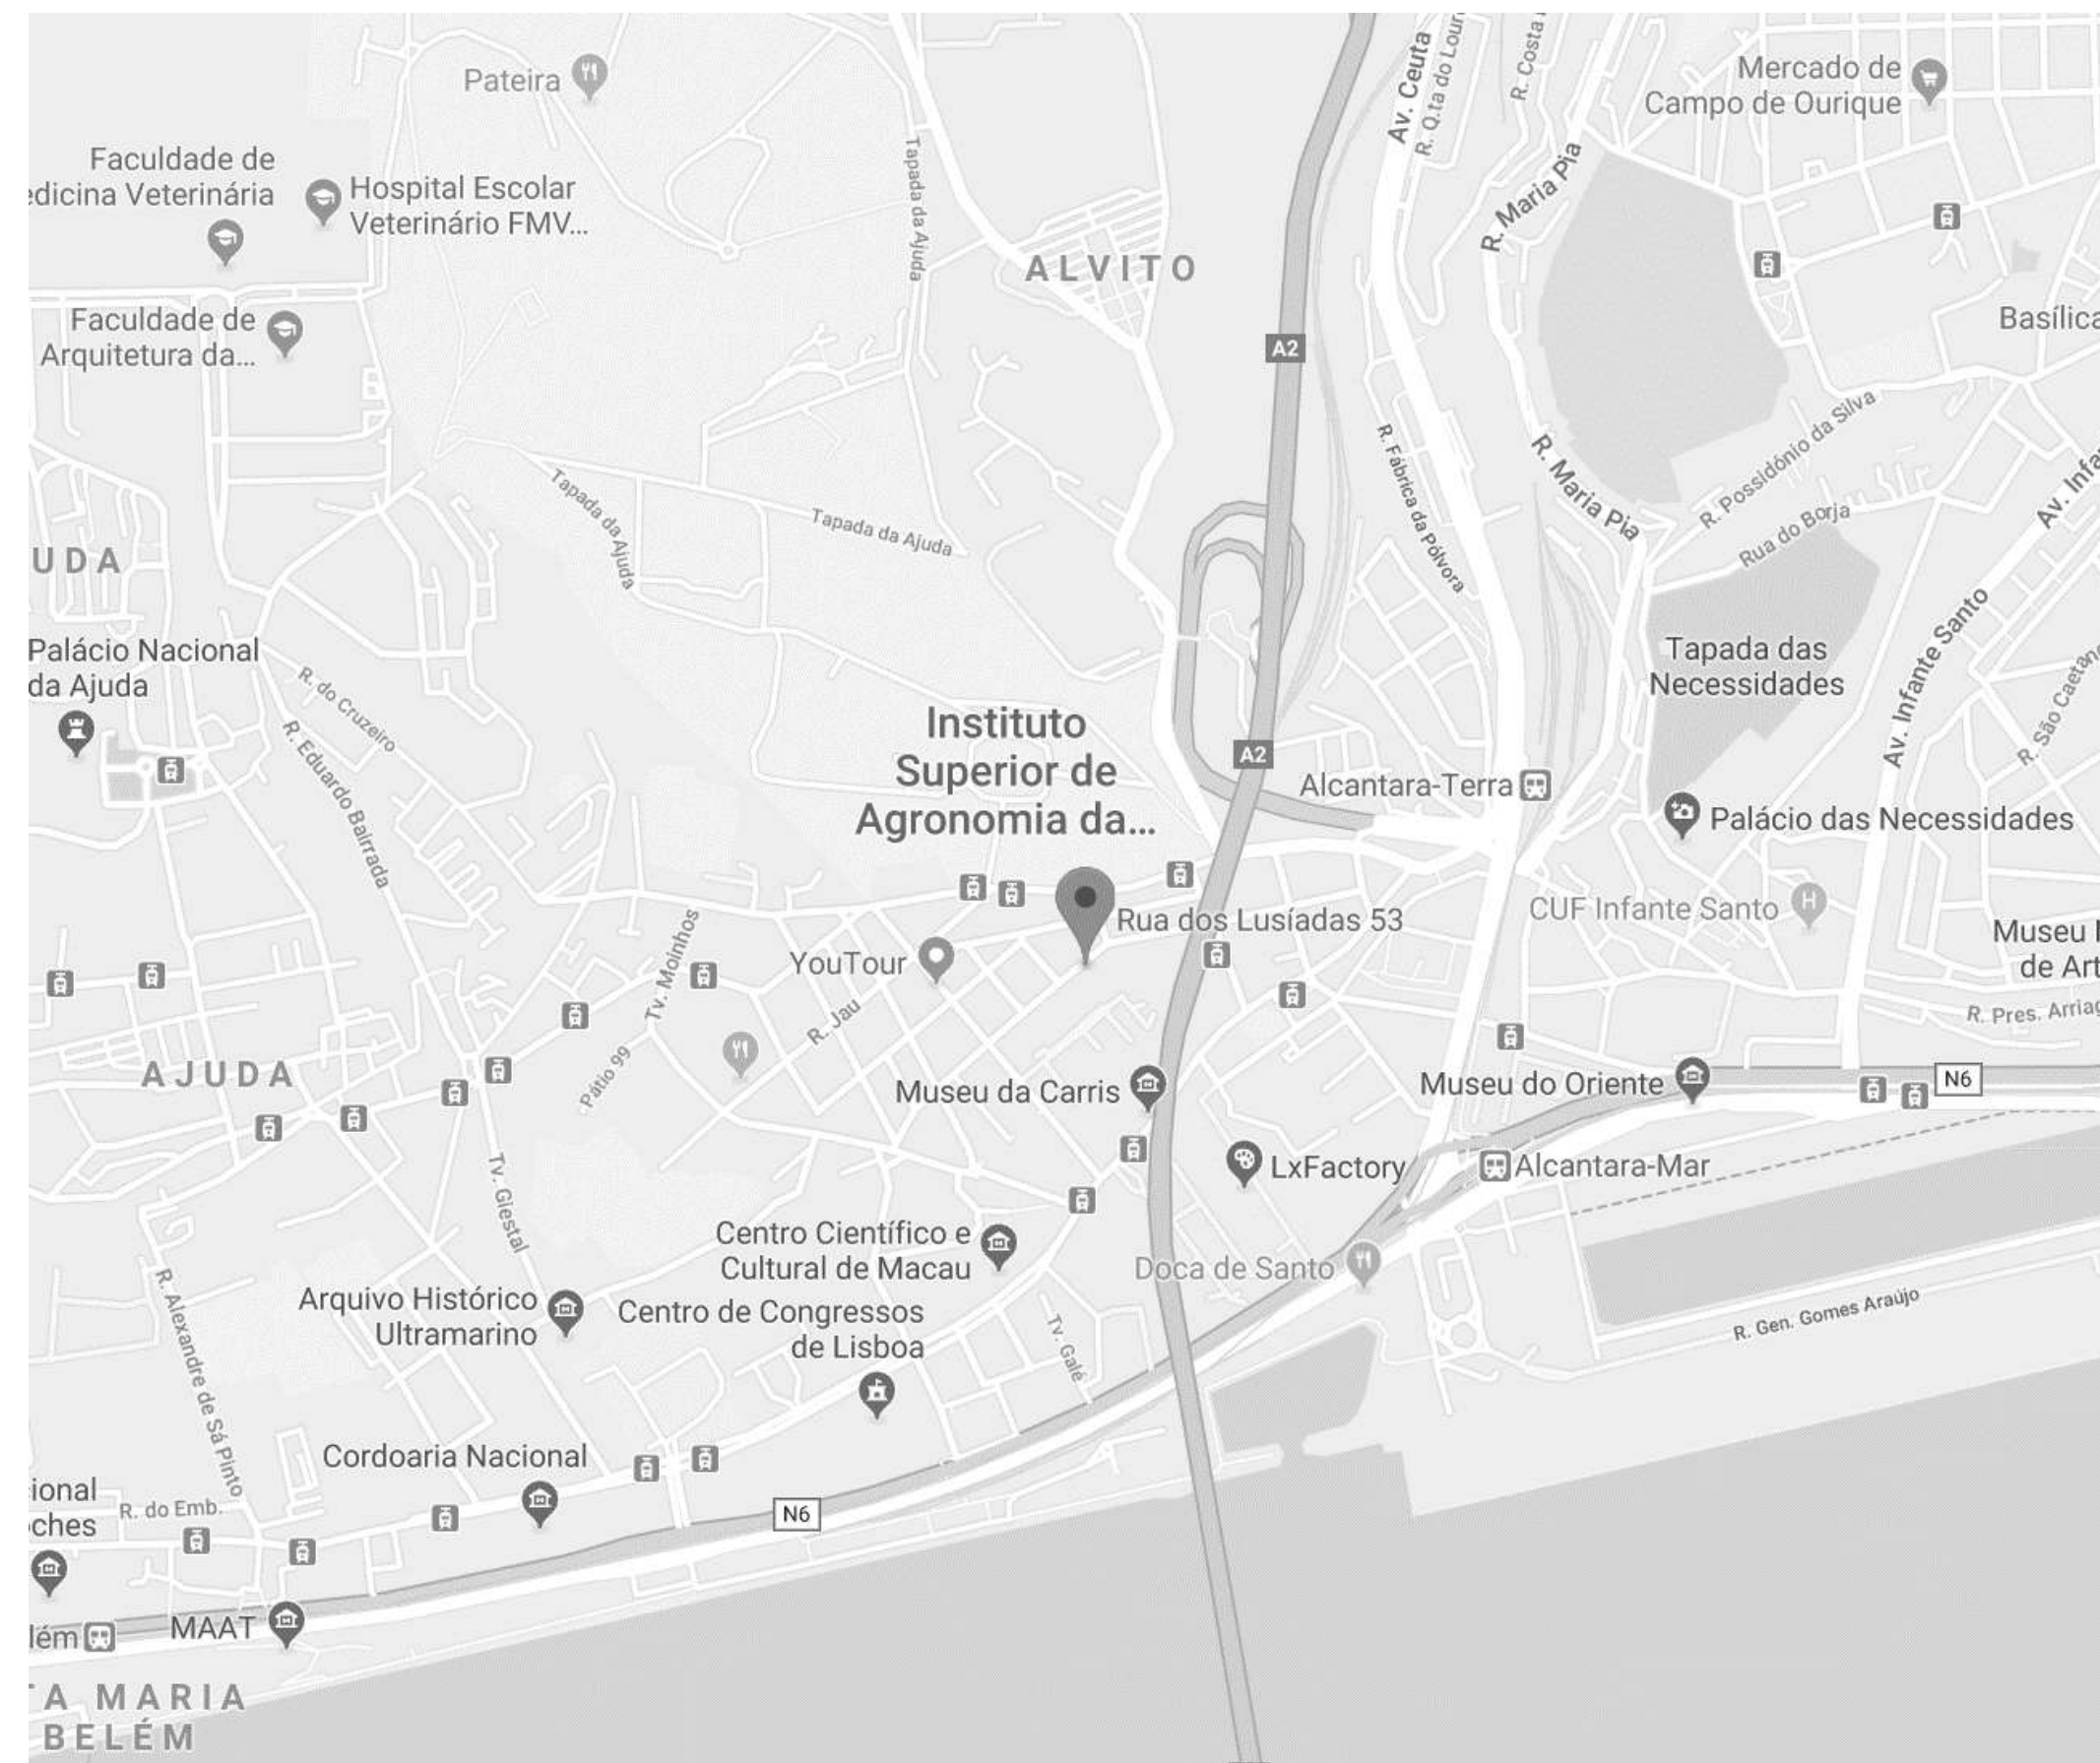 Pateira
Av. Ceuta
R. Q.ta do Lour
R. Costa
Mercado de
Campo de Ourique
Faculdade de
edicina Veterinária
Hospital Escolar
Veterinário FMV...
Tapada da Ajuda
R. Maria Pia
ALVITO
Faculdade de
Arquitetura da...
A2
Basílica
R. Fábrica da Pólvora
R. Maria Pia
R. Possidónio da Silva
Rua do Borja
Av. Infa
Tapada da Ajuda
Tapada da Ajuda
UDA
Palácio Nacional
da Ajuda
R. do Cruzeiro
R. Eduardo Bairrada
Tapada das
Necessidades
Av. Infante Santo
R. São Caetano
Instituto
Superior de
Agronomia da...
A2
Alcantara-Terra
Palácio das Necessidades
Rua dos Lusíadas 53
CUF Infante Santo
Museu
de Art
YouTour
Tv. Moinhos
R. Jau
R. Pres. Arriag
AJUDA
Pátio 99
Museu da Carris
Museu do Oriente
N6
LxFactory
Alcantara-Mar
Tv. Giestal
Centro Científico e
Cultural de Macau
Doca de Santo
Arquivo Histórico
Ultramarino
Centro de Congressos
de Lisboa
Tv. Galé
R. Gen. Gomes Araújo
R. Alexandre de Sá Pinto
Cordoaria Nacional
ional
ches
R. do Emb.
N6
lém
MAAT
TA MARIA
BELÉM